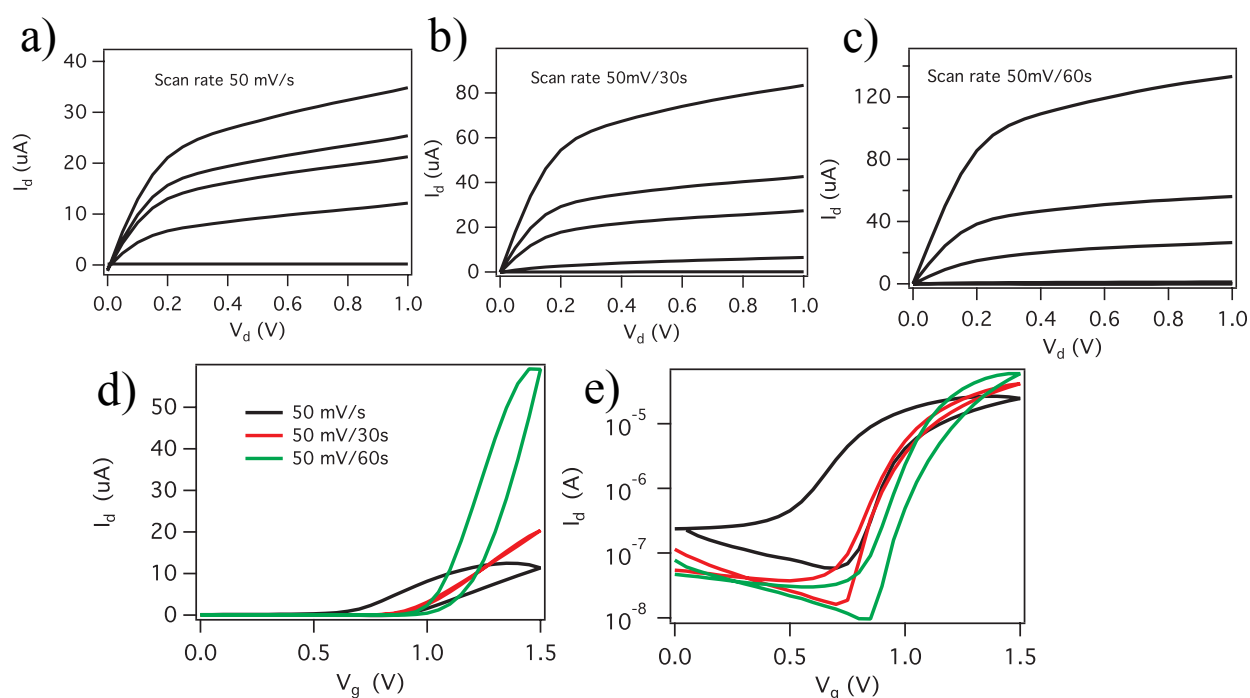 a)
Scan rate 50 mV/s
I_d (uA)
40
30
20
10
0
0.0 0.2 0.4 0.6 0.8 1.0
V_d (V)
b)
Scan rate 50mV/30s
I_d (uA)
80
60
40
20
0
0.0 0.2 0.4 0.6 0.8 1.0
V_d (V)
c)
Scan rate 50mV/60s
I_d (uA)
120
80
40
0
0.0 0.2 0.4 0.6 0.8 1.0
V_d (V)
d)
50 mV/s
50 mV/30s
50 mV/60s
I_d (uA)
50
40
30
20
10
0
0.0 0.5 1.0 1.5
V_g (V)
e)
I_d (A)
10^-5
10^-6
10^-7
10^-8
0.0 0.5 1.0 1.5
V_g (V)